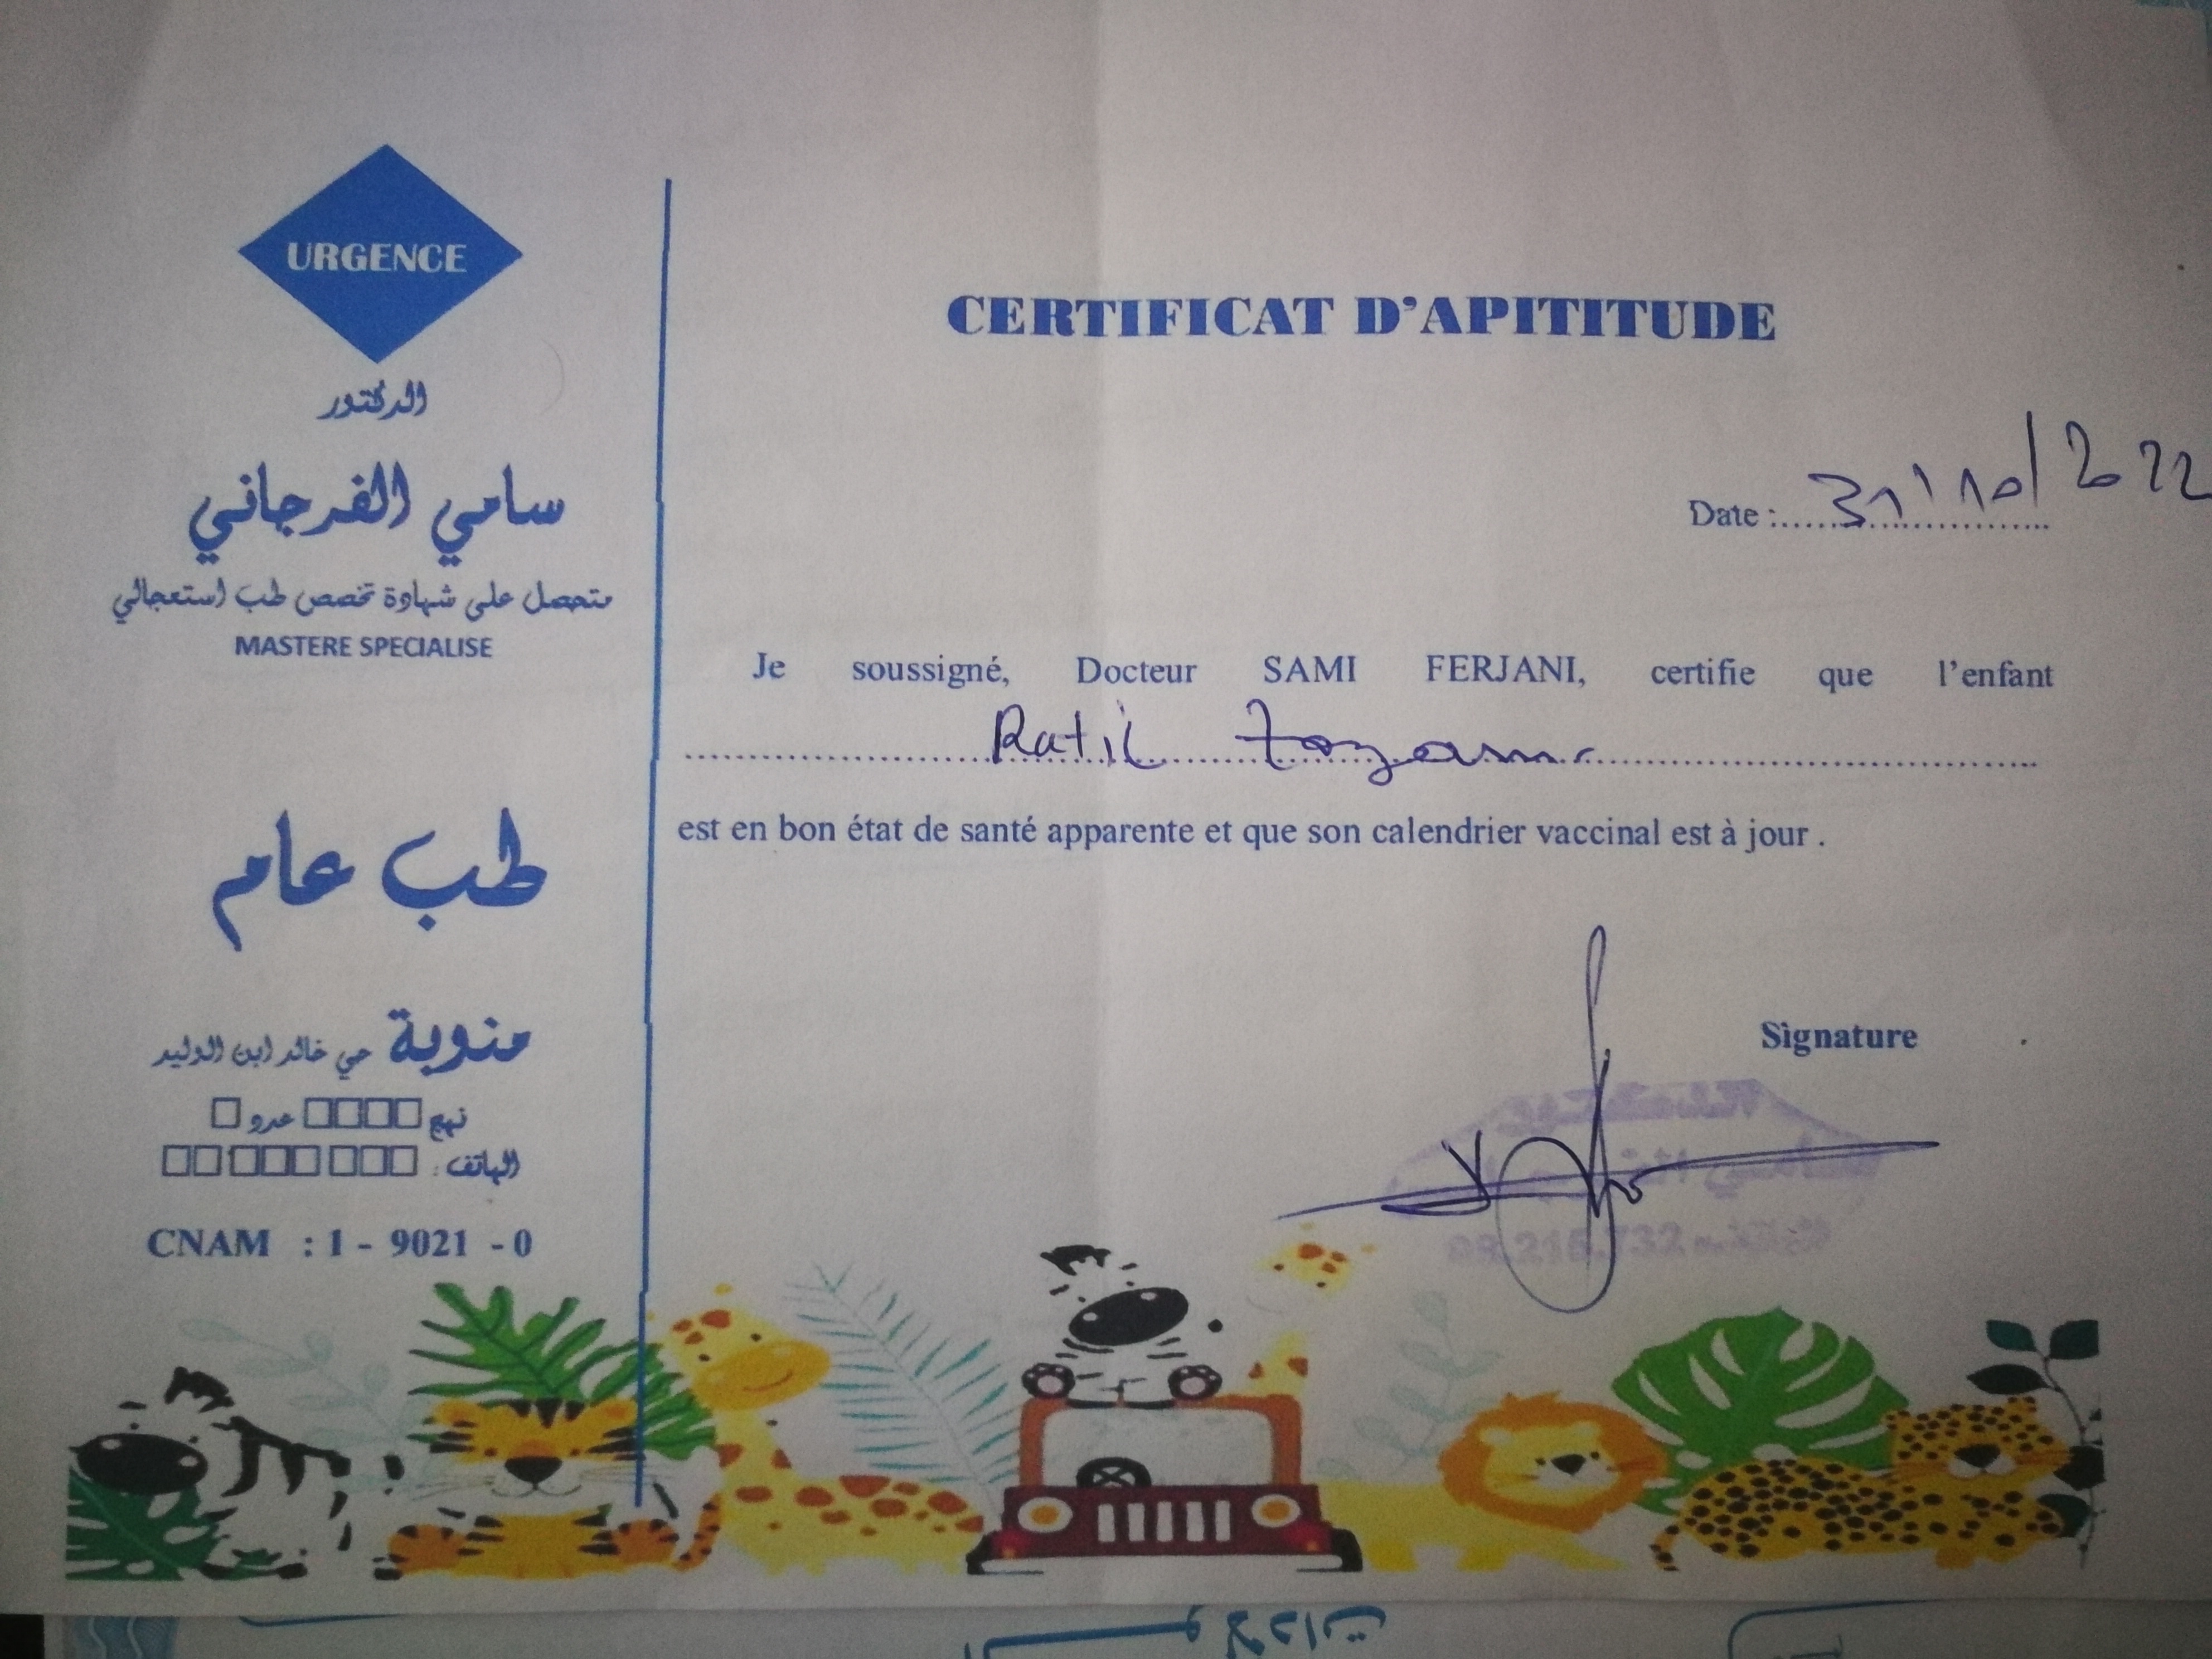 URGENCE
الدكتور
سامي الفرجاني
متحصل على شهادة تخصص طب استعجالي
MASTERE SPECIALISE
طب عام
منوبة حي خالد ابن الوليد
نهج □□□□ عدو □
الهاتف: □□ □□□ □□□
CNAM : 1 - 9021 - 0
CERTIFICAT D'APITITUDE
Date : 31/10/2022
Je soussigné, Docteur SAMI FERJANI, certifie que l'enfant
Ratil
est en bon état de santé apparente et que son calendrier vaccinal est à jour .
Signature